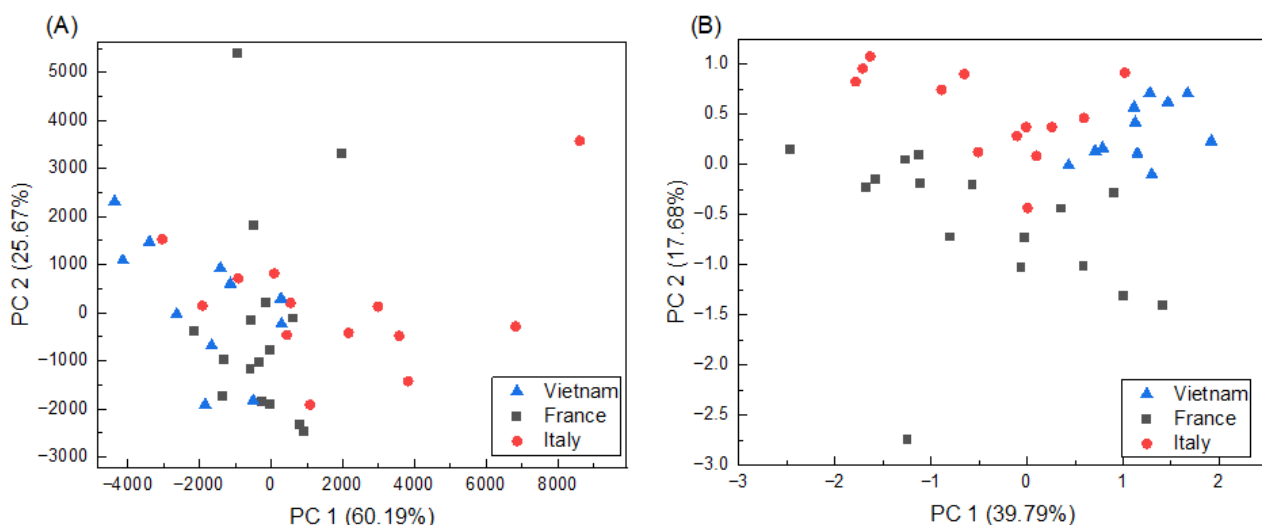 (A)
5000
4000
3000
2000
1000
0
−1000
−2000
−3000
PC 2 (25.67%)
−4000 −2000 0 2000 4000 6000 8000
PC 1 (60.19%)
Vietnam
France
Italy
(B)
1.0
0.5
0.0
−0.5
−1.0
−1.5
−2.0
−2.5
−3.0
PC 2 (17.68%)
−3 −2 −1 0 1 2
PC 1 (39.79%)
Vietnam
France
Italy